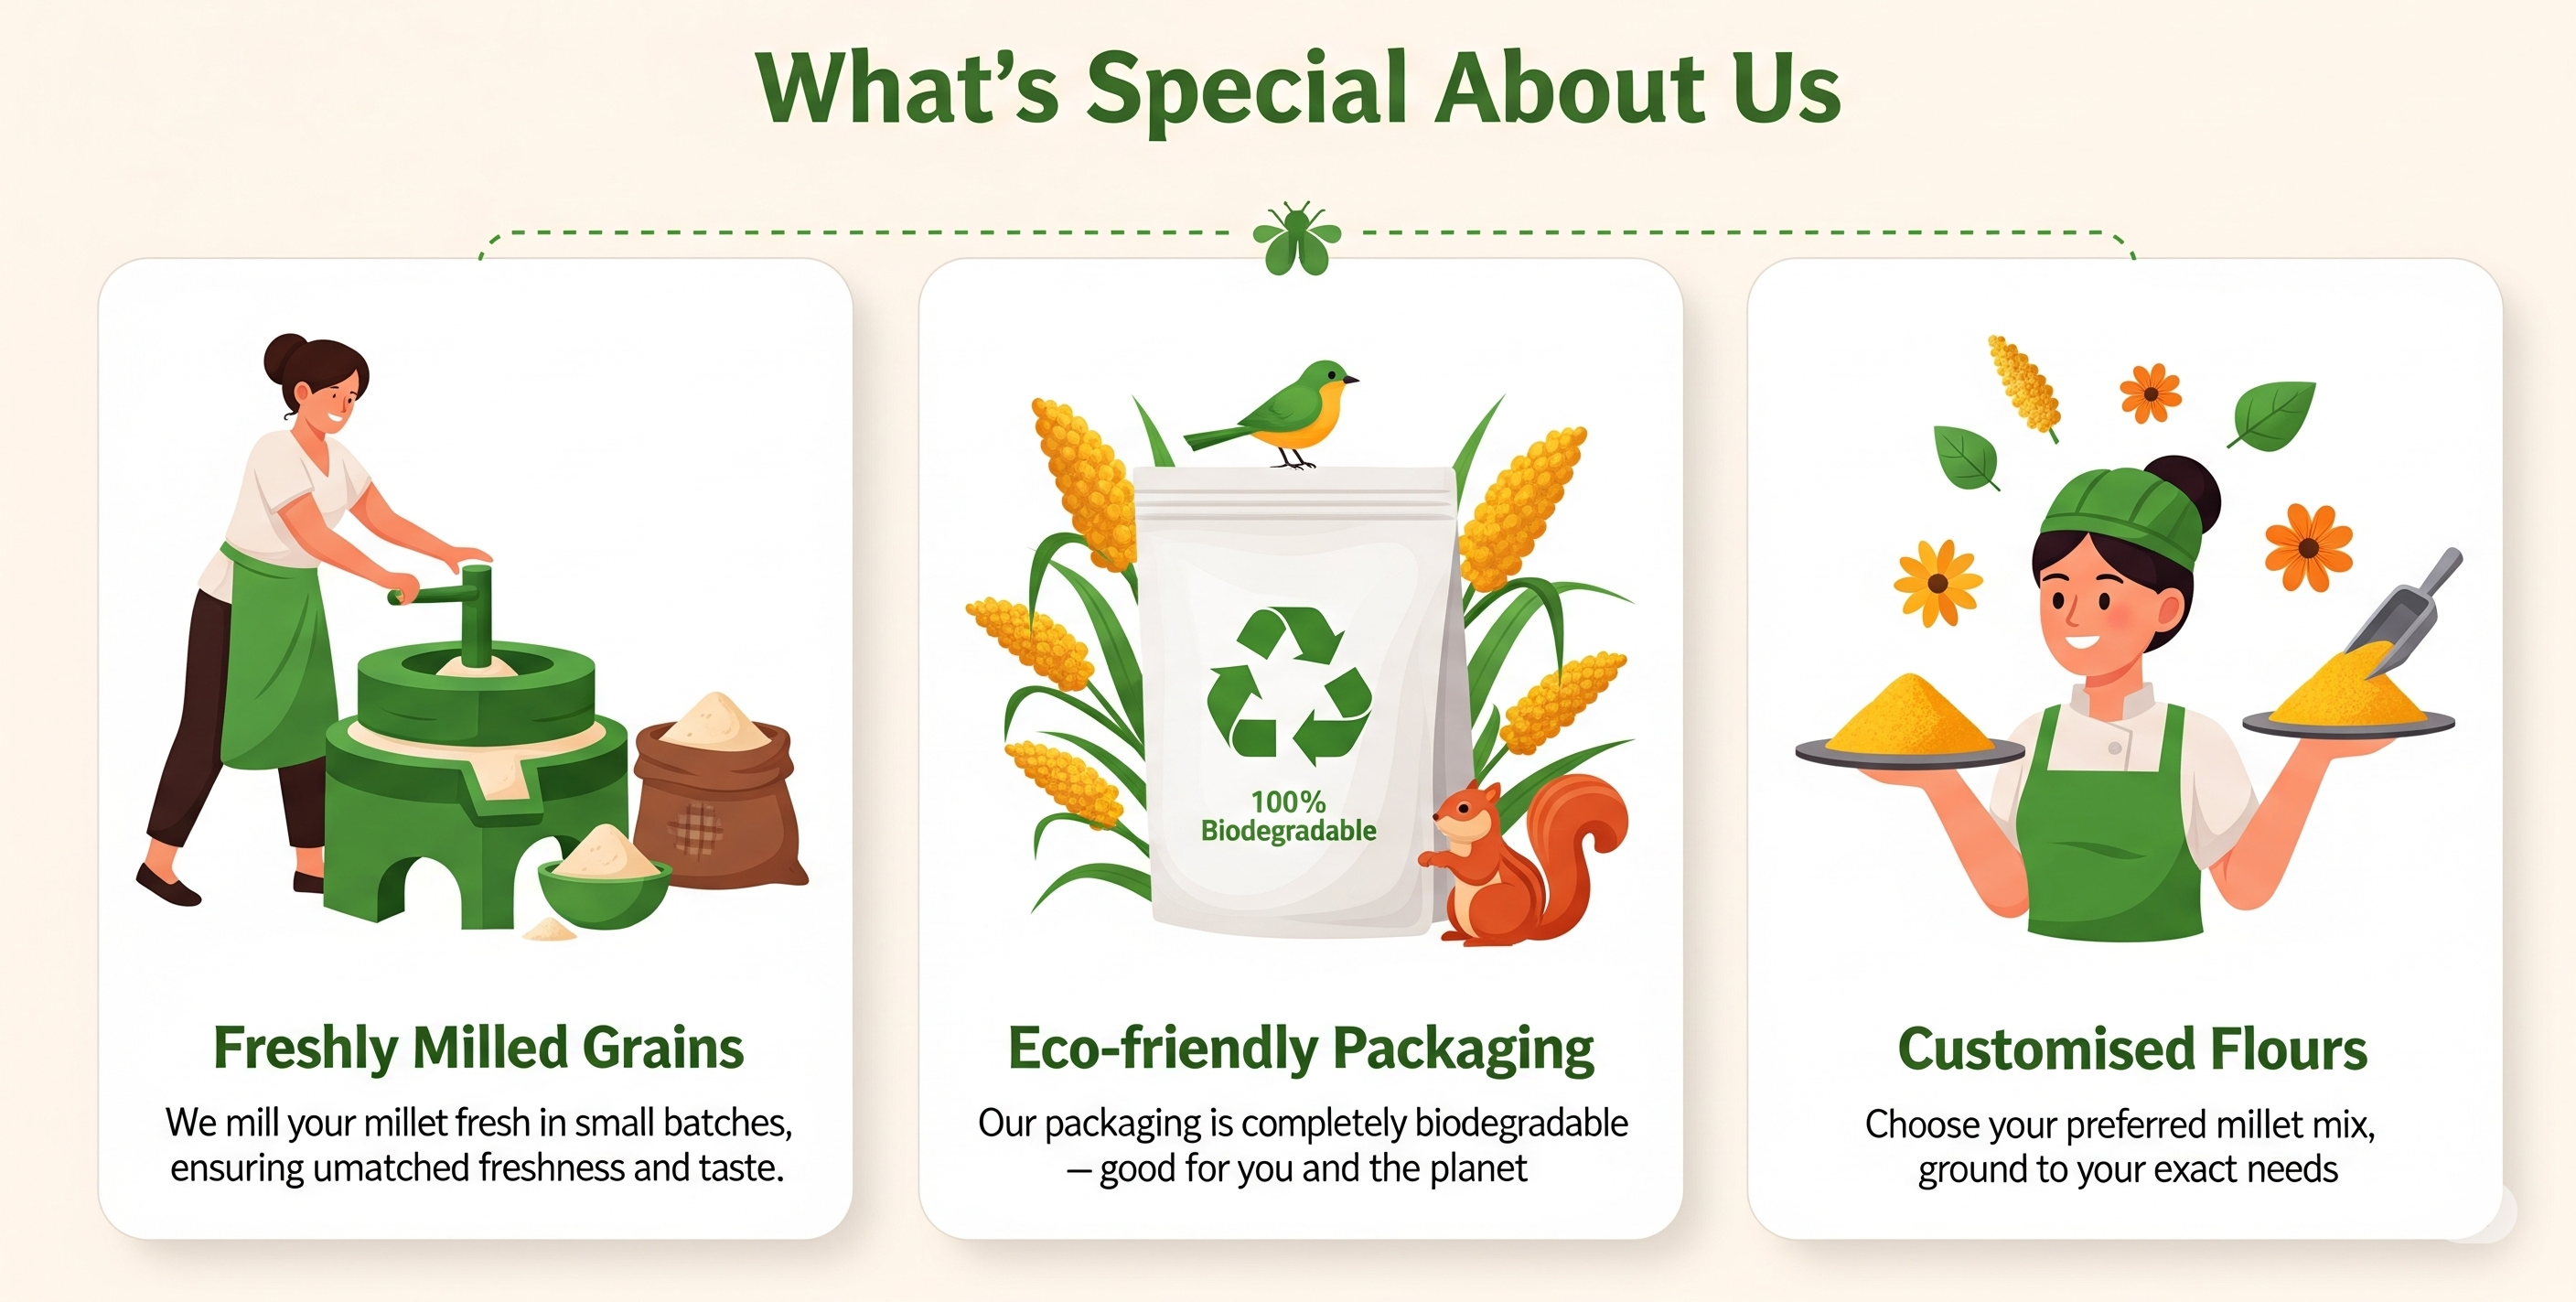 What's Special About Us
100%
Biodegradable
Freshly Milled Grains
We mill your millet fresh in small batches,
ensuring umatched freshness and taste.
Eco-friendly Packaging
Our packaging is completely biodegradable
– good for you and the planet
Customised Flours
Choose your preferred millet mix,
ground to your exact needs